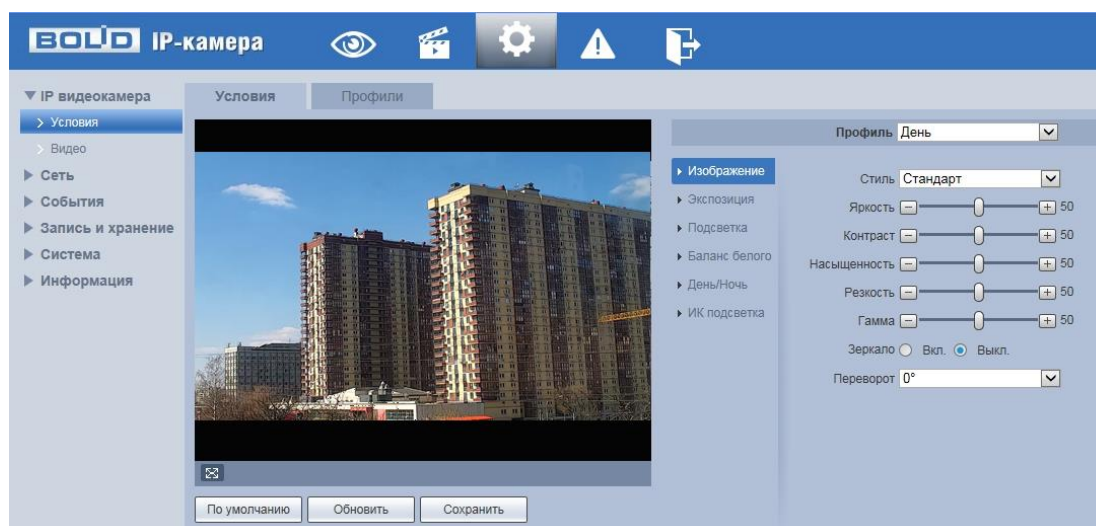 BOLID IP-камера
IP видеокамера
Условия
Видео
Сеть
События
Запись и хранение
Система
Информация
Условия
Профили
По умолчанию
Обновить
Сохранить
Профиль День
Изображение
Экспозиция
Подсветка
Баланс белого
День/Ночь
ИК подсветка
Стиль Стандарт
Яркость 50
Контраст 50
Насыщенность 50
Резкость 50
Гамма 50
Зеркало Вкл. Выкл.
Переворот 0°